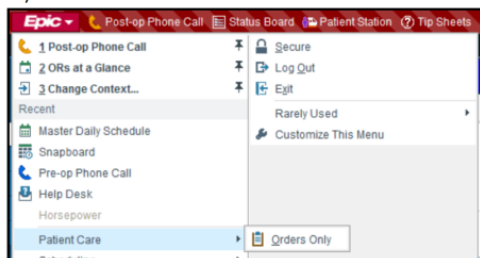 Epic Post-op Phone Call Status Board Patient Station Tip Sheets
1 Post-op Phone Call
2 ORs at a Glance
3 Change Context...
Recent
Master Daily Schedule
Snapboard
Pre-op Phone Call
Help Desk
Horsepower
Patient Care
Secure
Log Out
Exit
Rarely Used
Customize This Menu
Orders Only